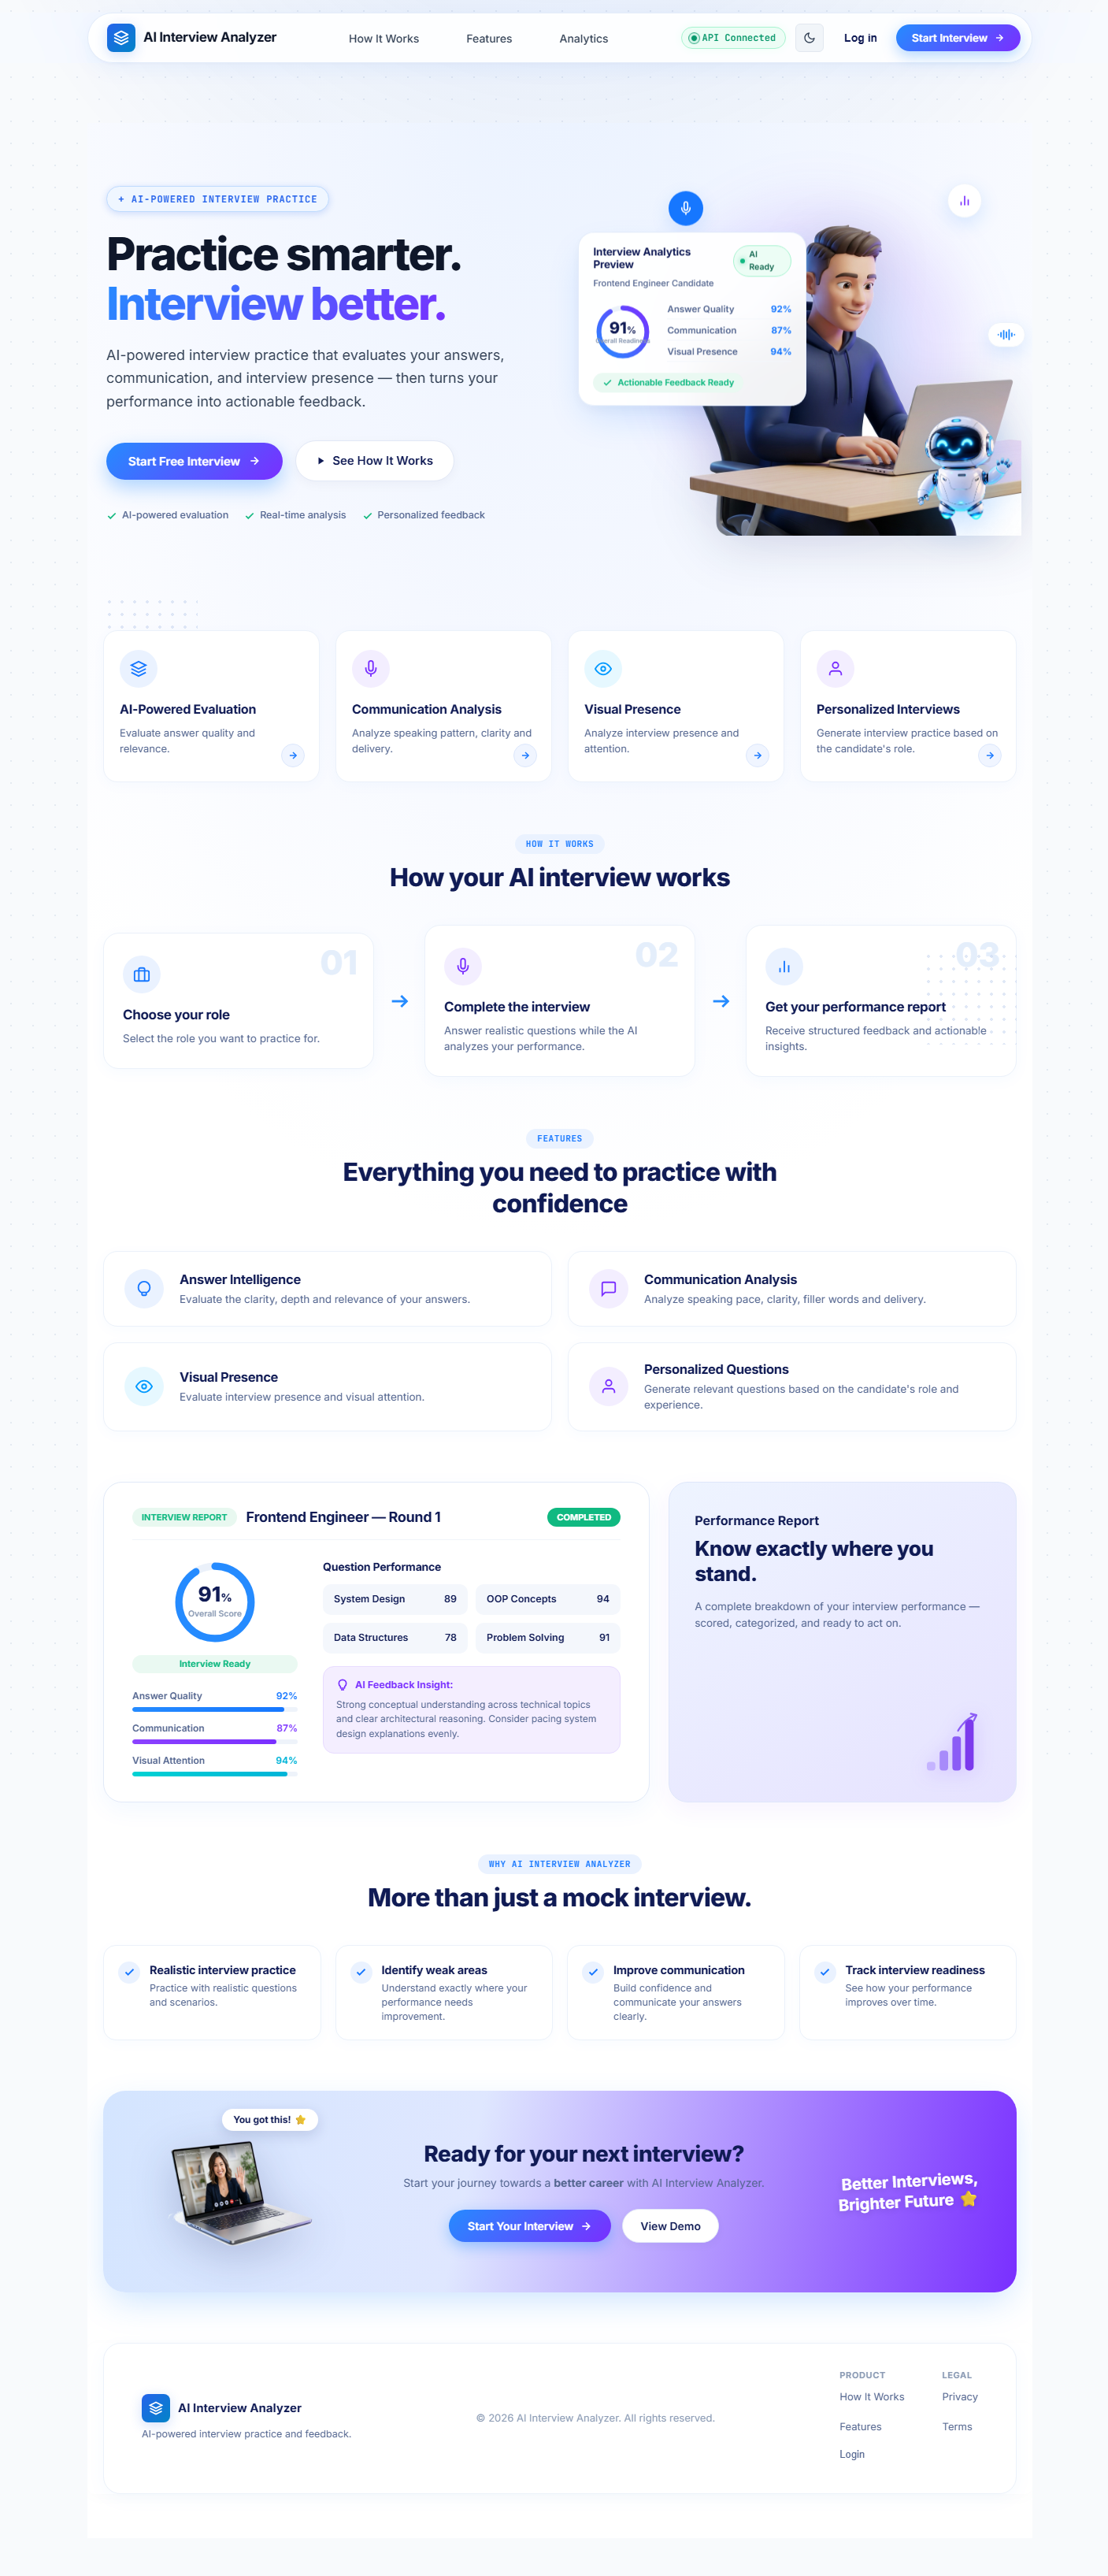 AI Interview Analyzer
How It Works
Features
Analytics
API Connected
Log in
Start Interview
+ AI-POWERED INTERVIEW PRACTICE
Practice smarter.
Interview better.
AI-powered interview practice that evaluates your answers,
communication, and interview presence — then turns your
performance into actionable feedback.
Start Free Interview
See How It Works
AI-powered evaluation
Real-time analysis
Personalized feedback
Interview Analytics
Preview
AI
Ready
Frontend Engineer Candidate
91%
Overall Readiness
Answer Quality 92%
Communication 87%
Visual Presence 94%
Actionable Feedback Ready
AI-Powered Evaluation
Evaluate answer quality and
relevance.
Communication Analysis
Analyze speaking pattern, clarity and
delivery.
Visual Presence
Analyze interview presence and
attention.
Personalized Interviews
Generate interview practice based on
the candidate's role.
HOW IT WORKS
How your AI interview works
01
Choose your role
Select the role you want to practice for.
02
Complete the interview
Answer realistic questions while the AI
analyzes your performance.
03
Get your performance report
Receive structured feedback and actionable
insights.
FEATURES
Everything you need to practice with
confidence
Answer Intelligence
Evaluate the clarity, depth and relevance of your answers.
Communication Analysis
Analyze speaking pace, clarity, filler words and delivery.
Visual Presence
Evaluate interview presence and visual attention.
Personalized Questions
Generate relevant questions based on the candidate's role and
experience.
INTERVIEW REPORT
Frontend Engineer — Round 1
COMPLETED
91%
Overall Score
Interview Ready
Answer Quality 92%
Communication 87%
Visual Attention 94%
Question Performance
System Design 89
OOP Concepts 94
Data Structures 78
Problem Solving 91
AI Feedback Insight:
Strong conceptual understanding across technical topics
and clear architectural reasoning. Consider pacing system
design explanations evenly.
Performance Report
Know exactly where you
stand.
A complete breakdown of your interview performance —
scored, categorized, and ready to act on.
WHY AI INTERVIEW ANALYZER
More than just a mock interview.
Realistic interview practice
Practice with realistic questions
and scenarios.
Identify weak areas
Understand exactly where your
performance needs
improvement.
Improve communication
Build confidence and
communicate your answers
clearly.
Track interview readiness
See how your performance
improves over time.
You got this! ⭐
Ready for your next interview?
Start your journey towards a better career with AI Interview Analyzer.
Start Your Interview
View Demo
Better Interviews,
Brighter Future ⭐
AI Interview Analyzer
AI-powered interview practice and feedback.
© 2026 AI Interview Analyzer. All rights reserved.
PRODUCT
How It Works
Features
Login
LEGAL
Privacy
Terms